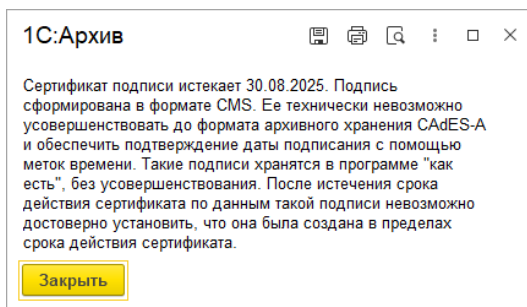 1С:Архив
Сертификат подписи истекает 30.08.2025. Подпись
сформирована в формате CMS. Ее технически невозможно
усовершенствовать до формата архивного хранения CAdES-A
и обеспечить подтверждение даты подписания с помощью
меток времени. Такие подписи хранятся в программе "как
есть", без усовершенствования. После истечения срока
действия сертификата по данным такой подписи невозможно
достоверно установить, что она была создана в пределах
срока действия сертификата.
Закрыть